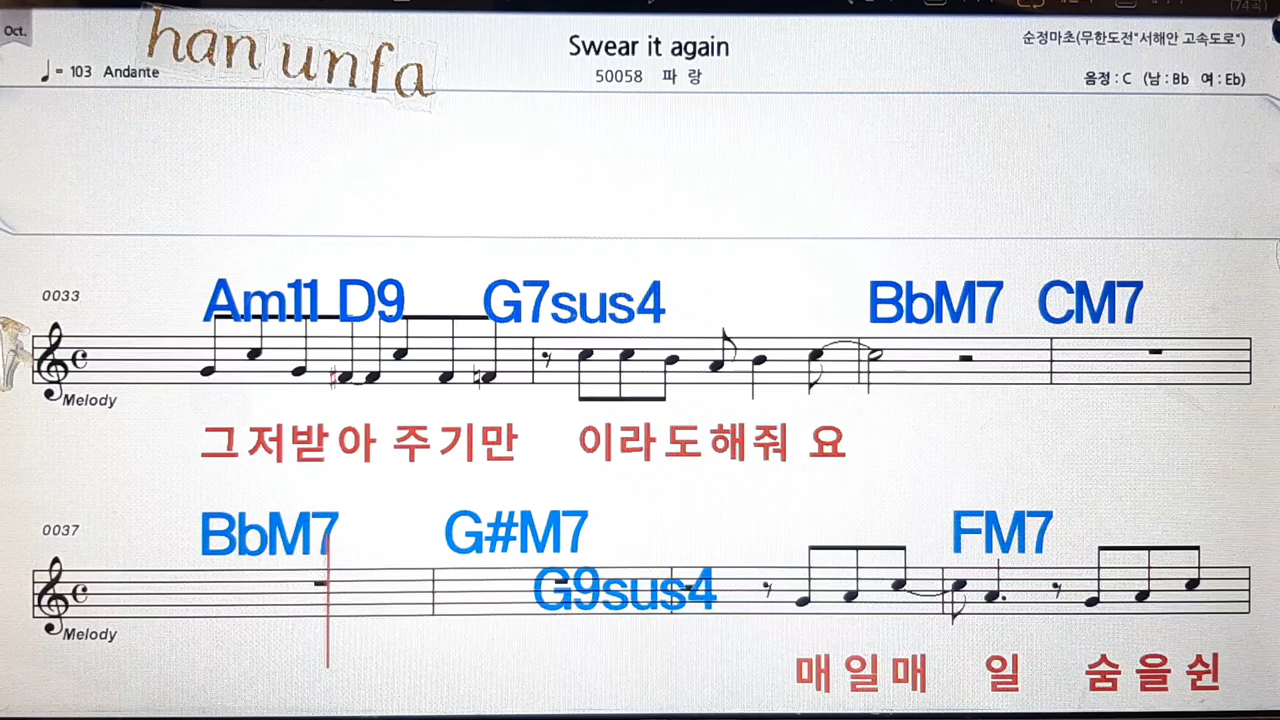 (74곡)
Oct.
han unfa
Swear it again
순정마초(무한도전"서해안 고속도로")
= 103 Andante
50058 파 랑
음정 : C (남 : Bb 여 : Eb)
0033
Am11 D9 G7sus4 BbM7 CM7
Melody
그 저 받 아 주 기 만 이 라 도 해 줘 요
0037
BbM7 G#M7 FM7
G9sus4
Melody
매 일 매 일 숨 을 쉰